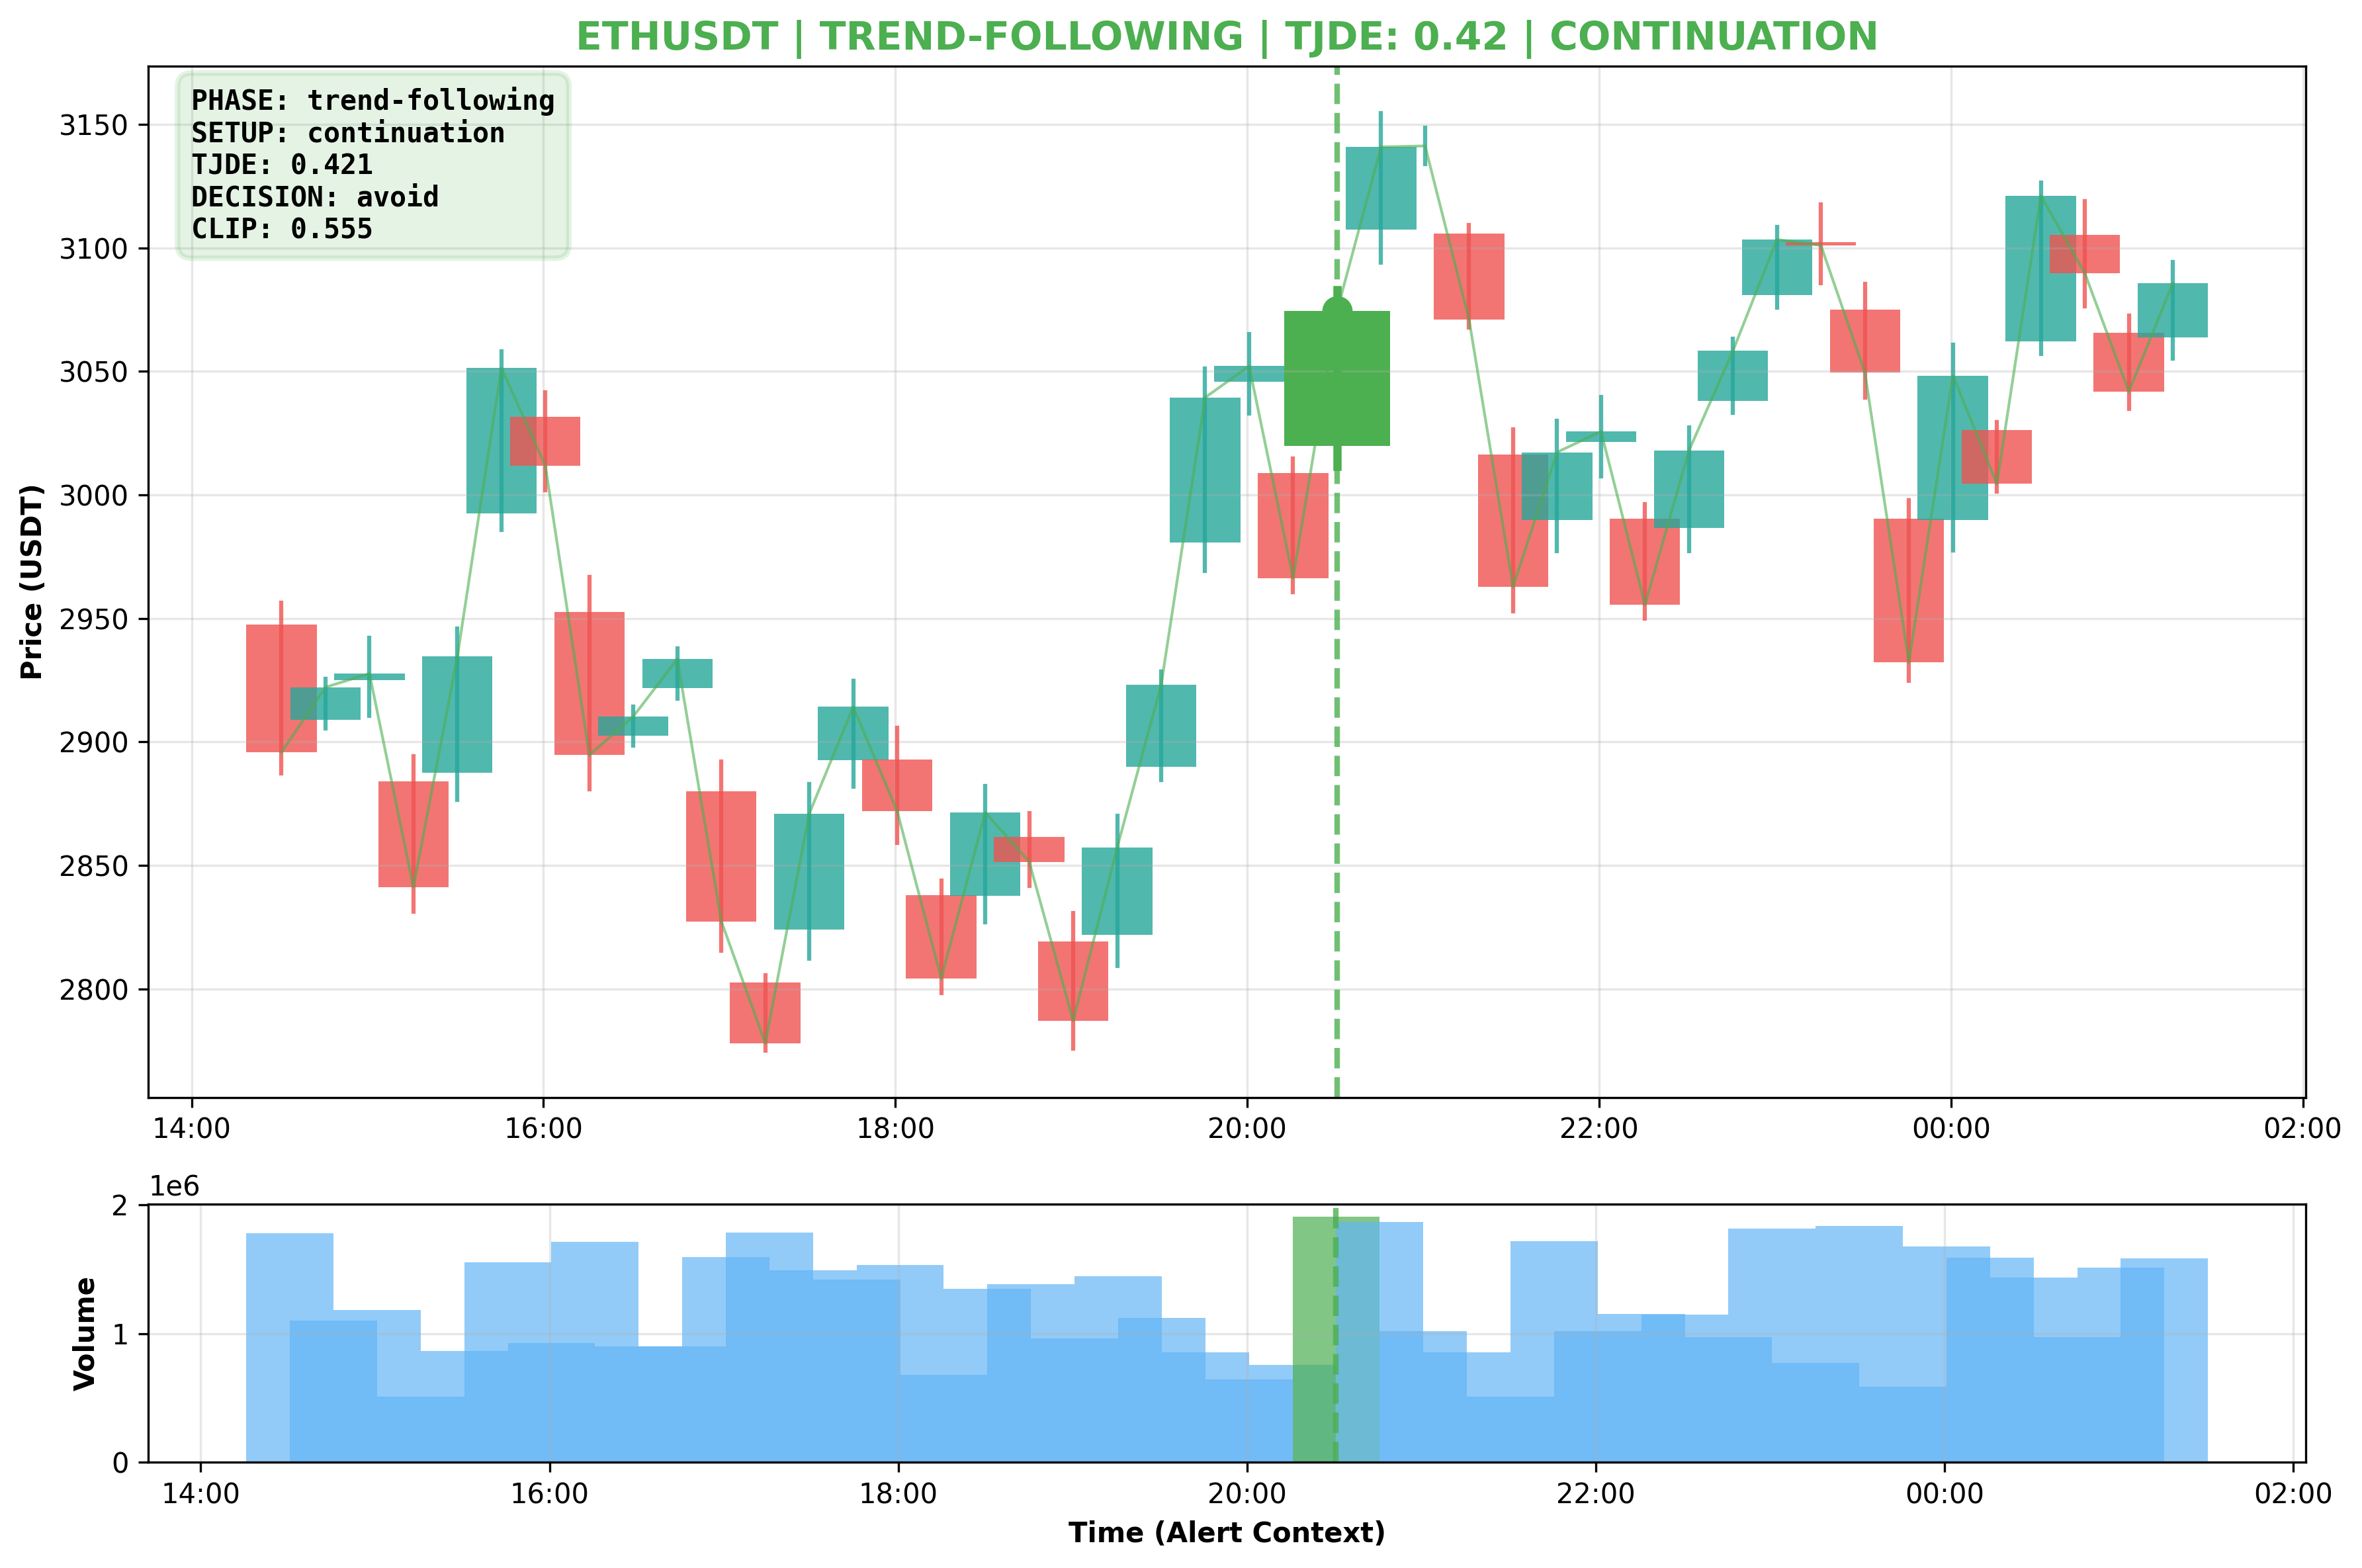 ETHUSDT | TREND-FOLLOWING | TJDE: 0.42 | CONTINUATION
PHASE: trend-following
SETUP: continuation
TJDE: 0.421
DECISION: avoid
CLIP: 0.555
Price (USDT)
3150
3100
3050
3000
2950
2900
2850
2800
14:00 16:00 18:00 20:00 22:00 00:00 02:00
1e6
Volume
2
1
0
14:00 16:00 18:00 20:00 22:00 00:00 02:00
Time (Alert Context)